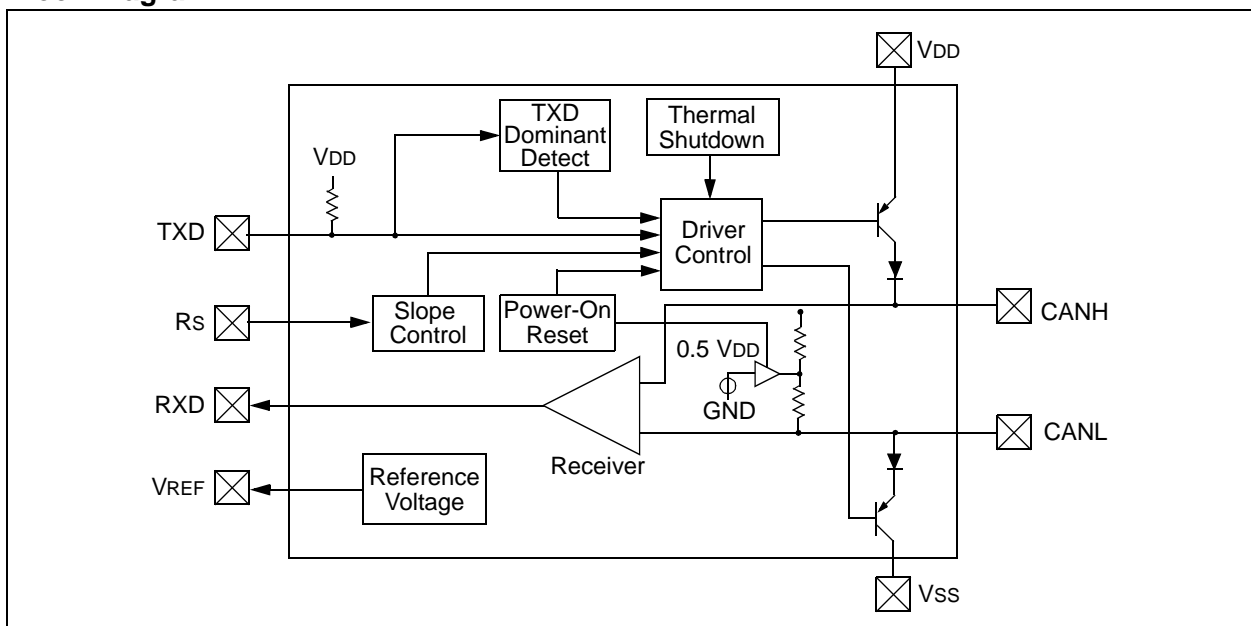 VDD
TXD
Dominant
Detect
Thermal
Shutdown
VDD
TXD
Driver
Control
RS
Slope
Control
Power-On
Reset
CANH
0.5 VDD
GND
RXD
Receiver
CANL
VREF
Reference
Voltage
VSS